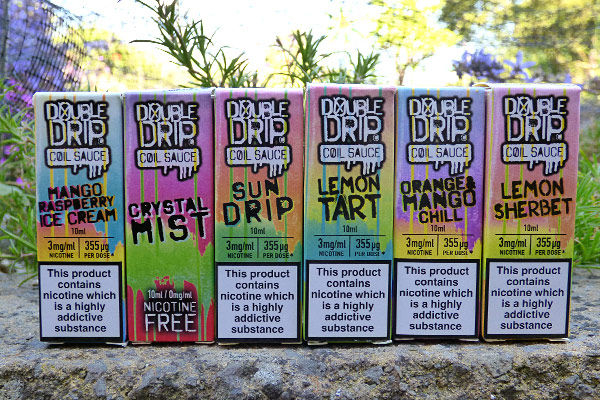 DOUBLE
DRIP
COIL SAUCE
MANGO
RASPBERRY
ICE CREAM
10ml
3mg/ml
NICOTINE
355µg
PER DOSE*
This product
contains
nicotine which
is a highly
addictive
substance
DOUBLE
DRIP
COIL SAUCE
CRYSTAL
MIST
10ml / 0mg/ml
NICOTINE
FREE
DOUBLE
DRIP
COIL SAUCE
SUN
DRIP
10ml
3mg/ml
NICOTINE
355µg
PER DOSE*
This product
contains
nicotine which
is a highly
addictive
substance
DOUBLE
DRIP
COIL SAUCE
LEMON
TART
10ml
3mg/ml
NICOTINE
355µg
PER DOSE*
This product
contains
nicotine which
is a highly
addictive
substance
DOUBLE
DRIP
COIL SAUCE
ORANGE &
MANGO
CHILL
10ml
3mg/ml
NICOTINE
355µg
PER DOSE*
This product
contains
nicotine which
is a highly
addictive
substance
DOUBLE
DRIP
COIL SAUCE
LEMON
SHERBET
10ml
3mg/ml
NICOTINE
355µg
PER DOSE*
This product
contains
nicotine which
is a highly
addictive
substance